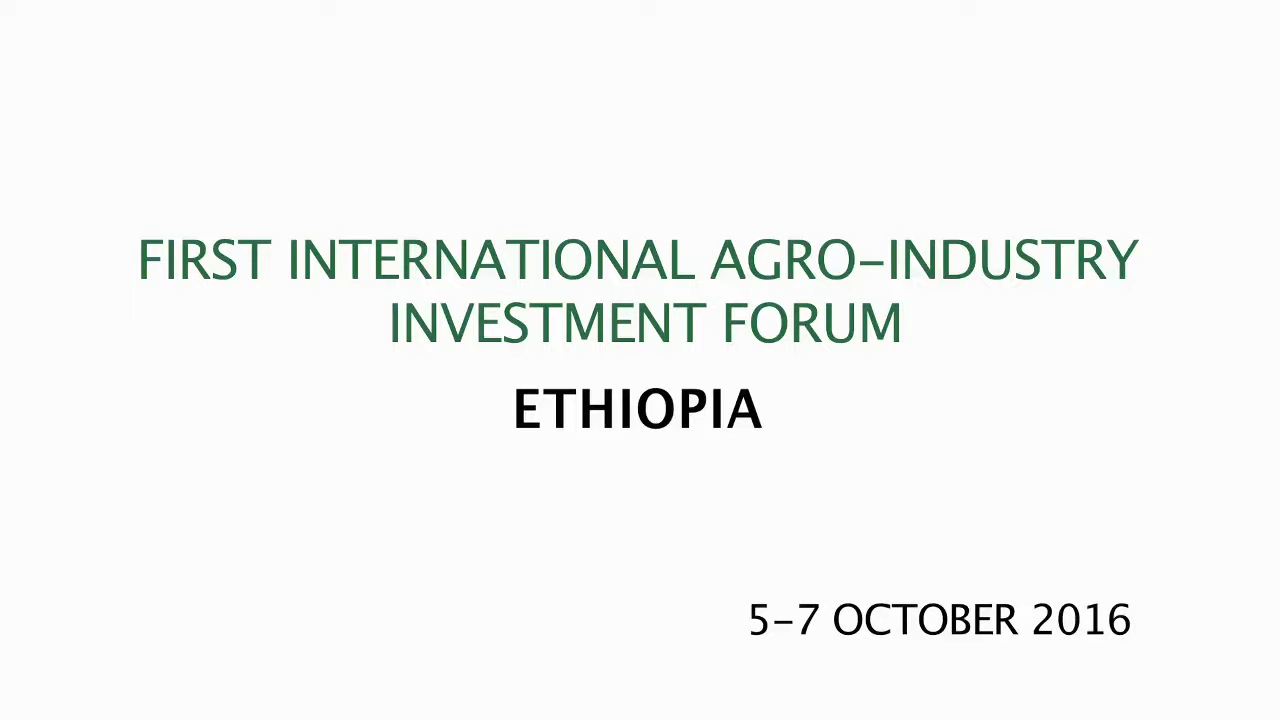 FIRST INTERNATIONAL AGRO-INDUSTRY
INVESTMENT FORUM
ETHIOPIA
5-7 OCTOBER 2016